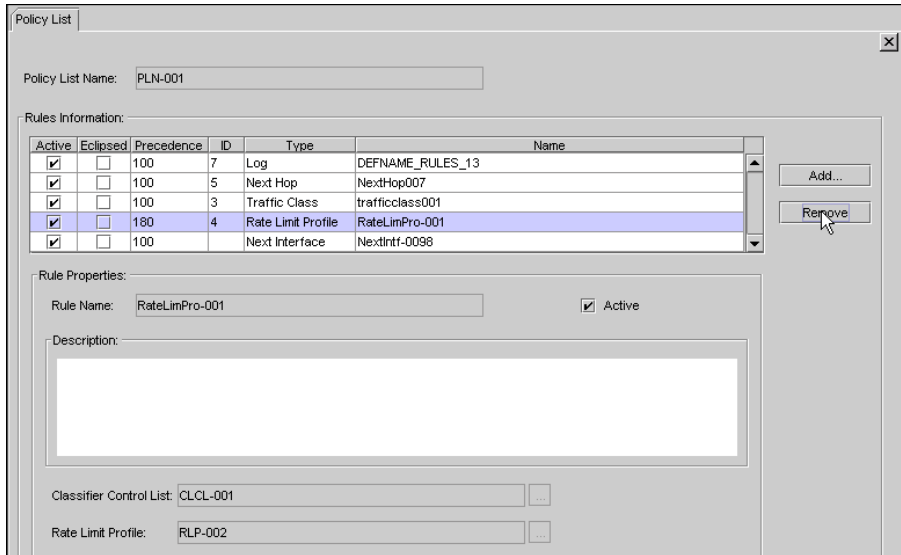 Policy List
Policy List Name: PLN-001
Rules Information:
Active Eclipsed Precedence ID Type Name
100 7 Log DEFNAME_RULES_13
100 5 Next Hop NextHop007
100 3 Traffic Class trafficclass001
180 4 Rate Limit Profile RateLimPro-001
100 Next Interface NextIntf-0098
Add...
Remove
Rule Properties:
Rule Name: RateLimPro-001 Active
Description:
Classifier Control List: CLCL-001 ...
Rate Limit Profile: RLP-002 ...